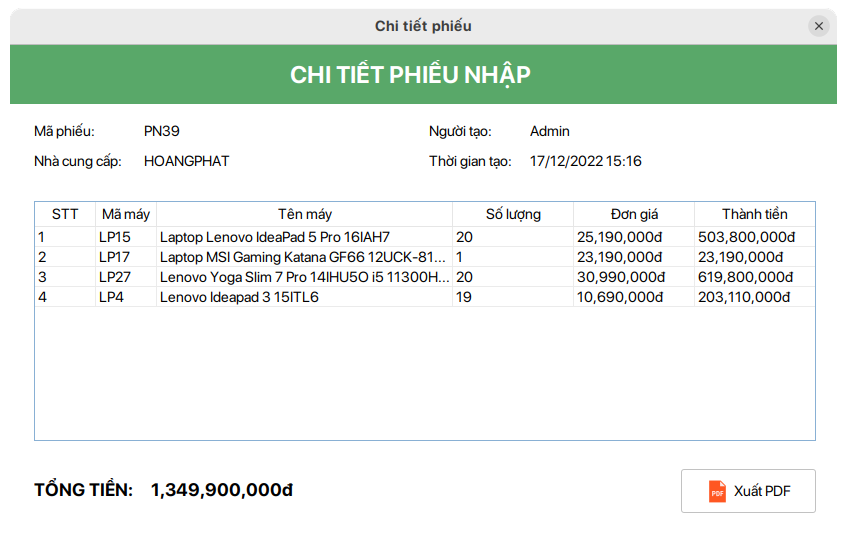 Chi tiết phiếu
CHI TIẾT PHIẾU NHẬP
Mã phiếu: PN39 Người tạo: Admin
Nhà cung cấp: HOANGPHAT Thời gian tạo: 17/12/2022 15:16
STT Mã máy Tên máy Số lượng Đơn giá Thành tiền
1 LP15 Laptop Lenovo IdeaPad 5 Pro 16IAH7 20 25,190,000đ 503,800,000đ
2 LP17 Laptop MSI Gaming Katana GF66 12UCK-81... 1 23,190,000đ 23,190,000đ
3 LP27 Lenovo Yoga Slim 7 Pro 14IHU5O i5 11300H... 20 30,990,000đ 619,800,000đ
4 LP4 Lenovo Ideapad 3 15ITL6 19 10,690,000đ 203,110,000đ
TỔNG TIỀN: 1,349,900,000đ
PDF Xuất PDF